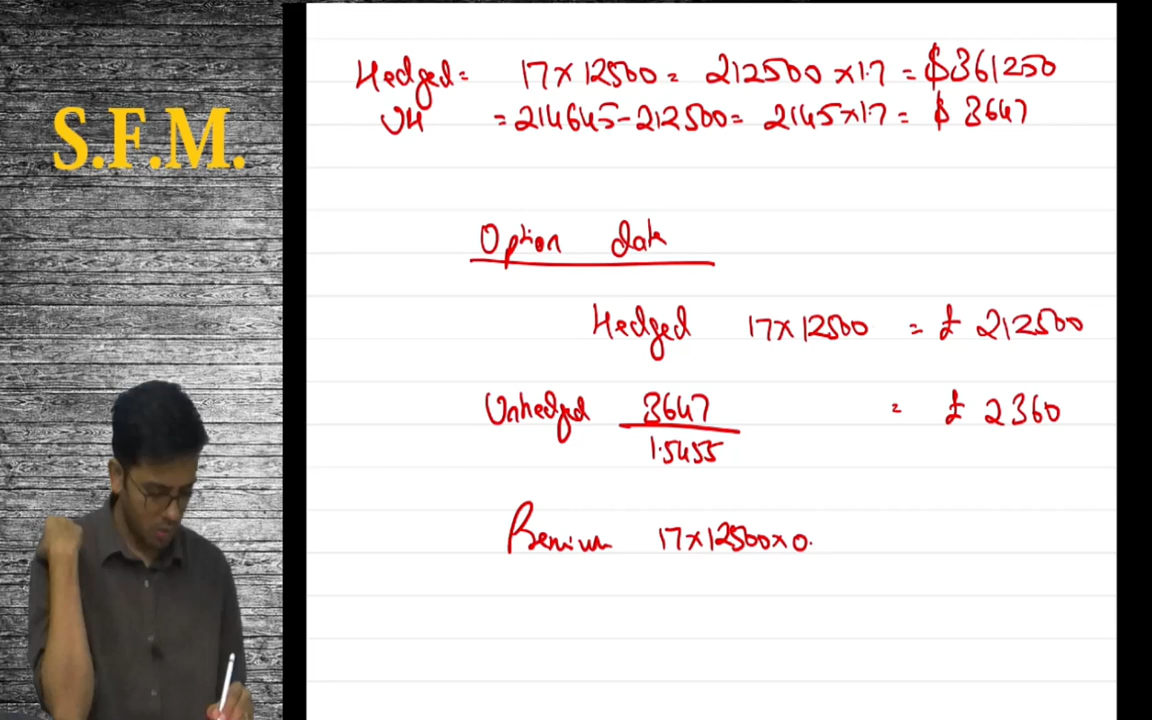 S.F.M.
Hedged = 17 x 12500 = 212500 x 1.7 = $361250
UH = 214645 - 212500 = 2145 x 1.7 = $ 3647
Option date
Hedged 17 x 12500 = £ 212500
Unhedged 3647 = £ 2360
1.5455
Premium 17 x 12500 x 0.